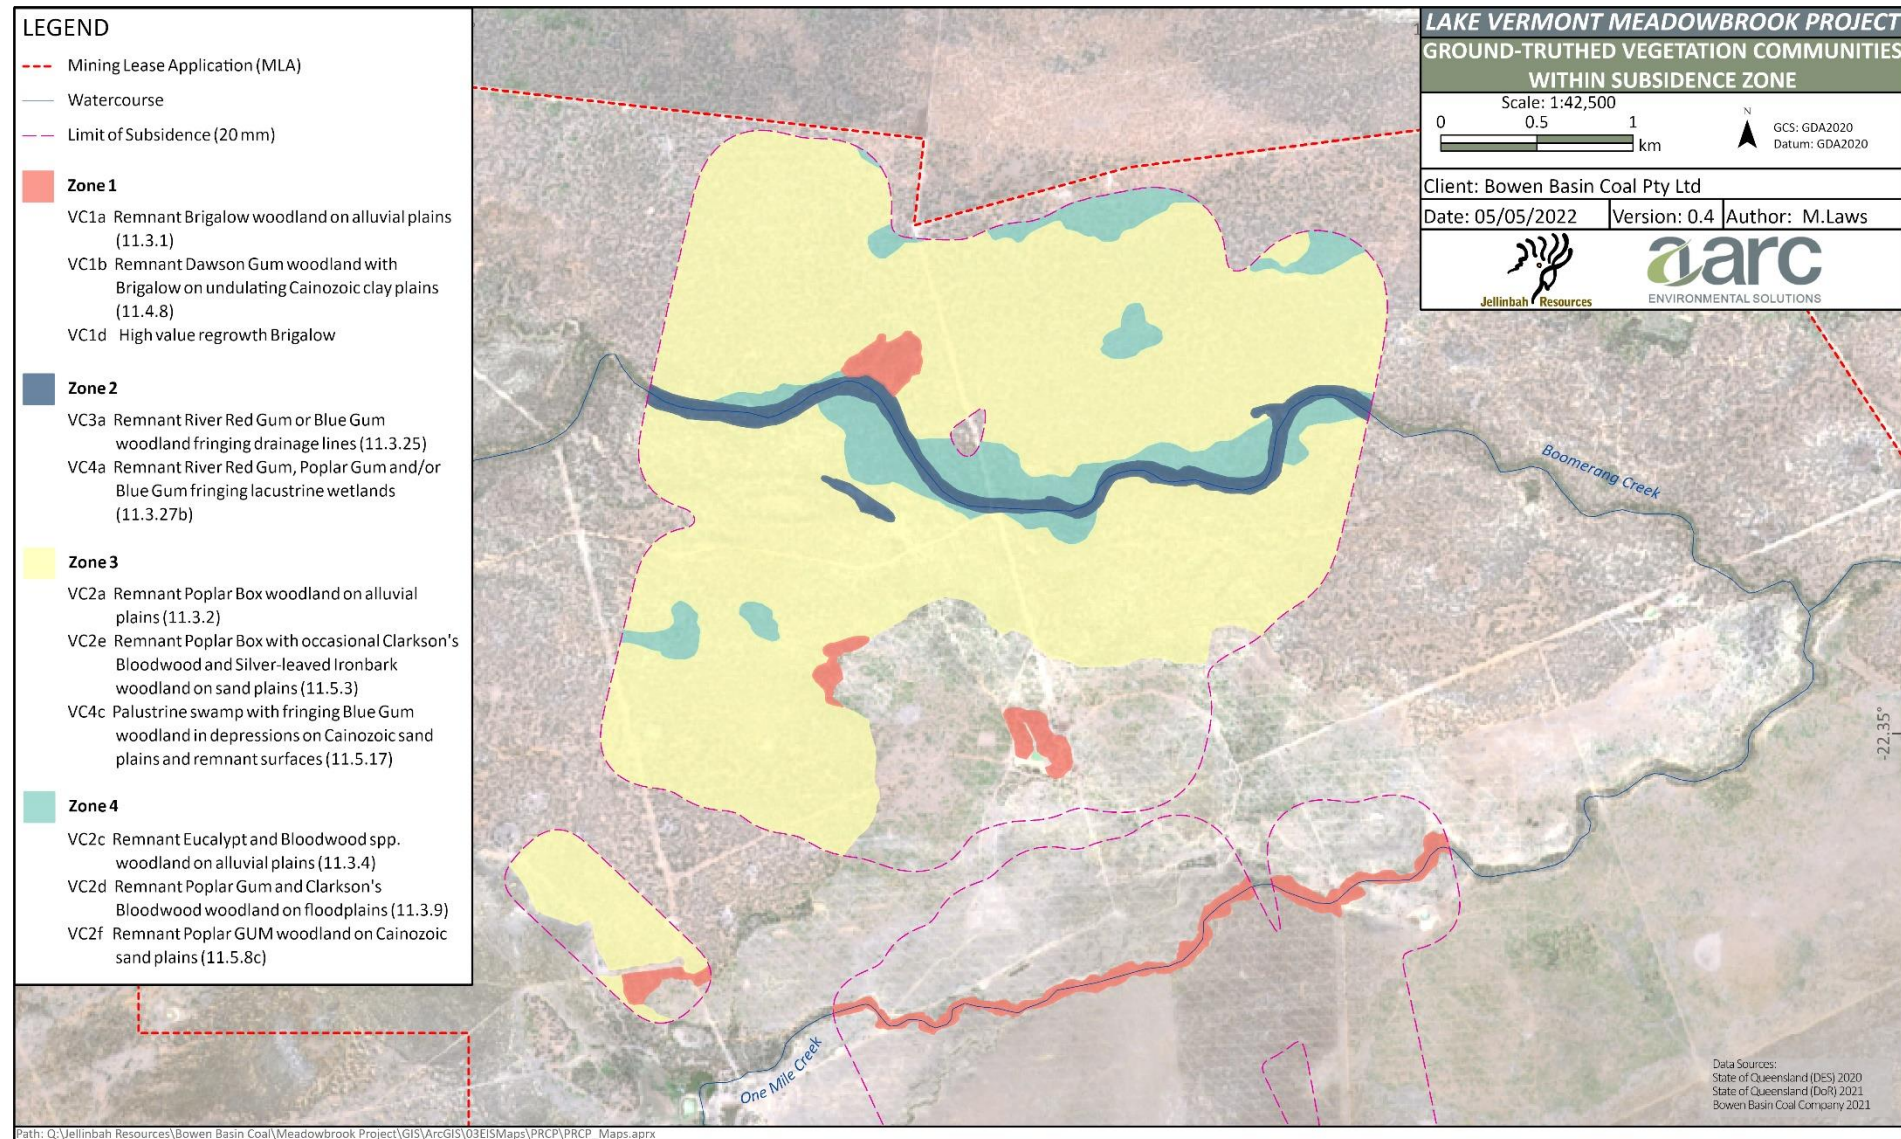 LEGEND
Mining Lease Application (MLA)
Watercourse
Limit of Subsidence (20 mm)
Zone 1
VC1a Remnant Brigalow woodland on alluvial plains
(11.3.1)
VC1b Remnant Dawson Gum woodland with
Brigalow on undulating Cainozoic clay plains
(11.4.8)
VC1d High value regrowth Brigalow
Zone 2
VC3a Remnant River Red Gum or Blue Gum
woodland fringing drainage lines (11.3.25)
VC4a Remnant River Red Gum, Poplar Gum and/or
Blue Gum fringing lacustrine wetlands
(11.3.27b)
Zone 3
VC2a Remnant Poplar Box woodland on alluvial
plains (11.3.2)
VC2e Remnant Poplar Box with occasional Clarkson's
Bloodwood and Silver-leaved Ironbark
woodland on sand plains (11.5.3)
VC4c Palustrine swamp with fringing Blue Gum
woodland in depressions on Cainozoic sand
plains and remnant surfaces (11.5.17)
Zone 4
VC2c Remnant Eucalypt and Bloodwood spp.
woodland on alluvial plains (11.3.4)
VC2d Remnant Poplar Gum and Clarkson's
Bloodwood woodland on floodplains (11.3.9)
VC2f Remnant Poplar GUM woodland on Cainozoic
sand plains (11.5.8c)
LAKE VERMONT MEADOWBROOK PROJECT
GROUND-TRUTHED VEGETATION COMMUNITIES
WITHIN SUBSIDENCE ZONE
Scale: 1:42,500
0 0.5 1
km
N
GCS: GDA2020
Datum: GDA2020
Client: Bowen Basin Coal Pty Ltd
Date: 05/05/2022 Version: 0.4 Author: M.Laws
Jellinbah Resources
aarc
ENVIRONMENTAL SOLUTIONS
Boomerang Creek
-22.35°
One Mile Creek
Data Sources:
State of Queensland (DES) 2020
State of Queensland (DoR) 2021
Bowen Basin Coal Company 2021
Path: Q:\Jellinbah Resources\Bowen Basin Coal\Meadowbrook Project\GIS\ArcGIS\03EISMaps\PRCP\PRCP_Maps.aprx